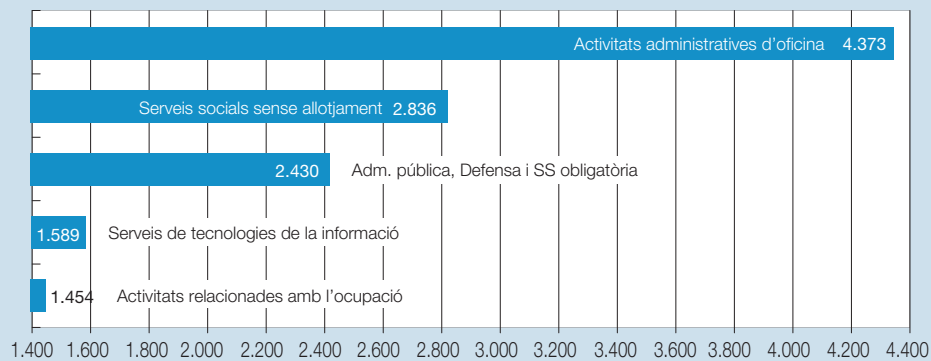 Activitats administratives d’oficina 4.373
Serveis socials sense allotjament 2.836
2.430 Adm. pública, Defensa i SS obligatòria
1.589 Serveis de tecnologies de la informació
1.454 Activitats relacionades amb l’ocupació
1.400 1.600 1.800 2.000 2.200 2.400 2.600 2.800 3.000 3.200 3.400 3.600 3.800 4.000 4.200 4.400